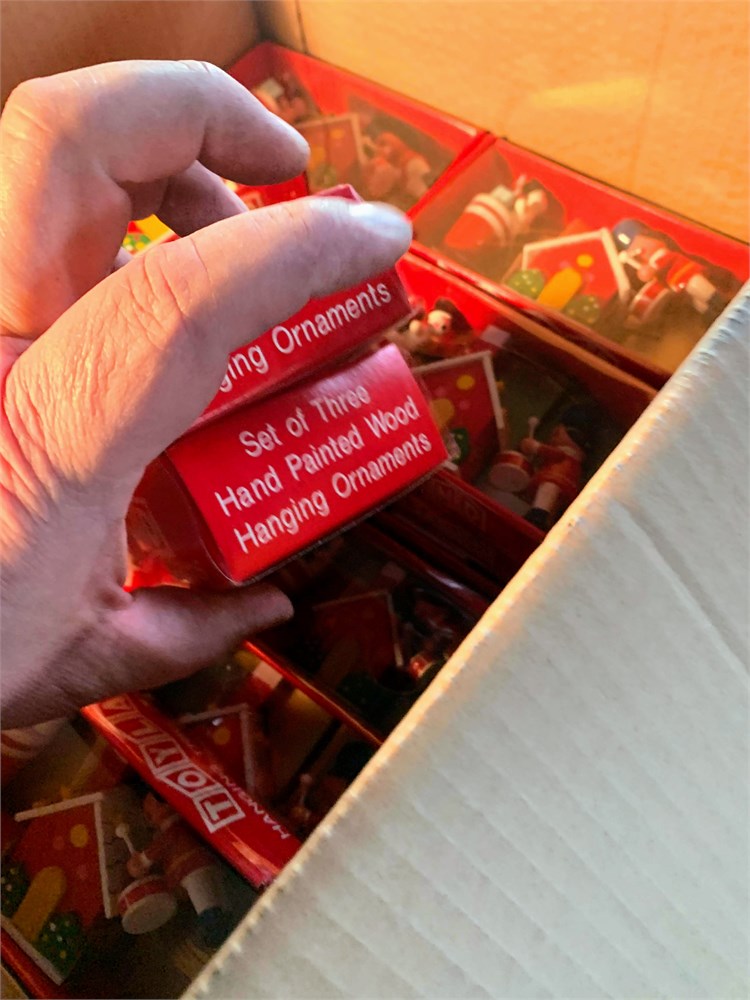 ging Ornaments
Set of Three
Hand Painted Wood
Hanging Ornaments